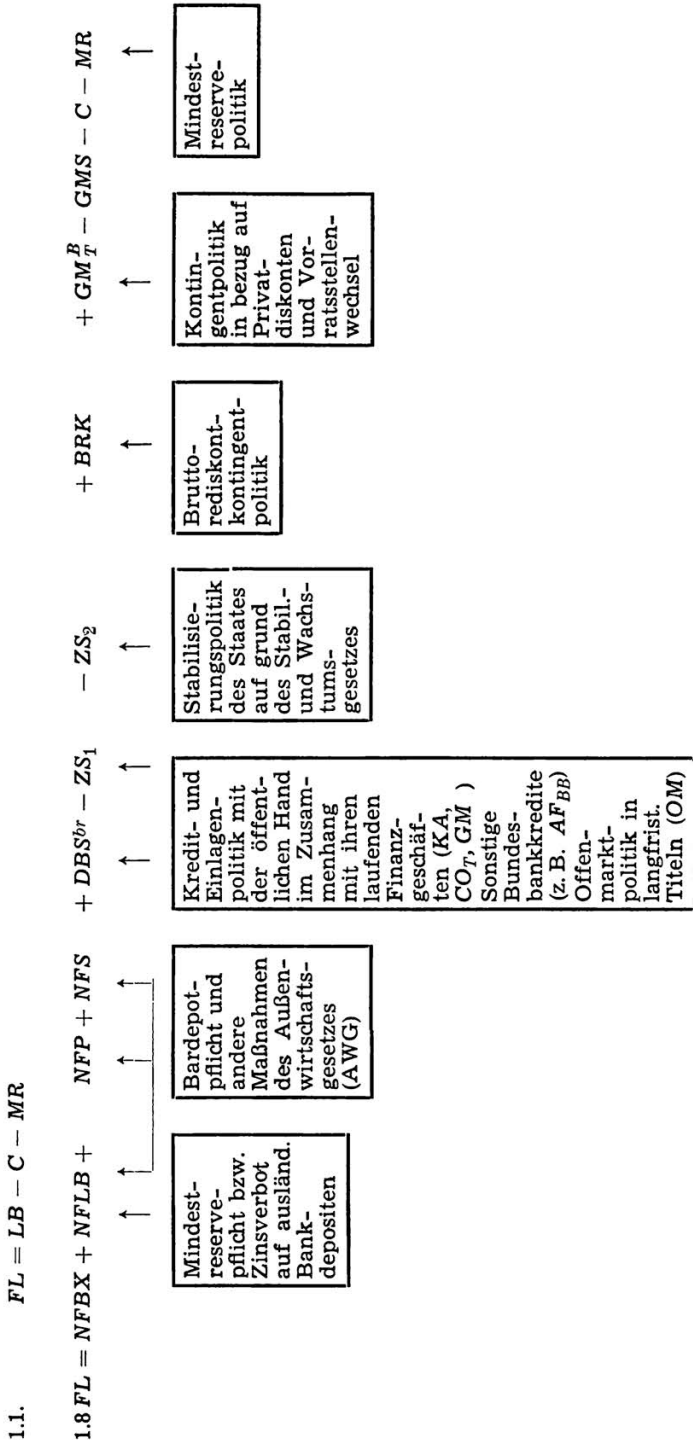 1.1. FL = LB − C − MR
1.8 FL = NFBX + NFLB + NFP + NFS + DBS^br − ZS₁ − ZS₂ + BRK + GM_T^B − GMS − C − MR
↑ ↑ ↑ ↑ ↑ ↑ ↑ ↑ ↑ ↑
Mindest-
reserve-
pflicht bzw.
Zinsverbot
auf ausländ.
Bank-
depositen
Bardepot-
pflicht und
andere
Maßnahmen
des Außen-
wirtschafts-
gesetzes
(AWG)
Kredit- und
Einlagen-
politik mit
der öffent-
lichen Hand
im Zusam-
menhang
mit ihren
laufenden
Finanz-
geschäf-
ten (KA,
CO_T, GM )
Sonstige
Bundes-
bankkredite
(z. B. AF_BB)
Offen-
markt-
politik in
langfrist.
Titeln (OM)
Stabilisie-
rungspolitik
des Staates
auf grund
des Stabil.-
und Wachs-
tums-
gesetzes
Brutto-
rediskont-
kontingent-
politik
Kontin-
gentpolitik
in bezug auf
Privat-
diskonten
und Vor-
ratsstellen-
wechsel
Mindest-
reserve-
politik